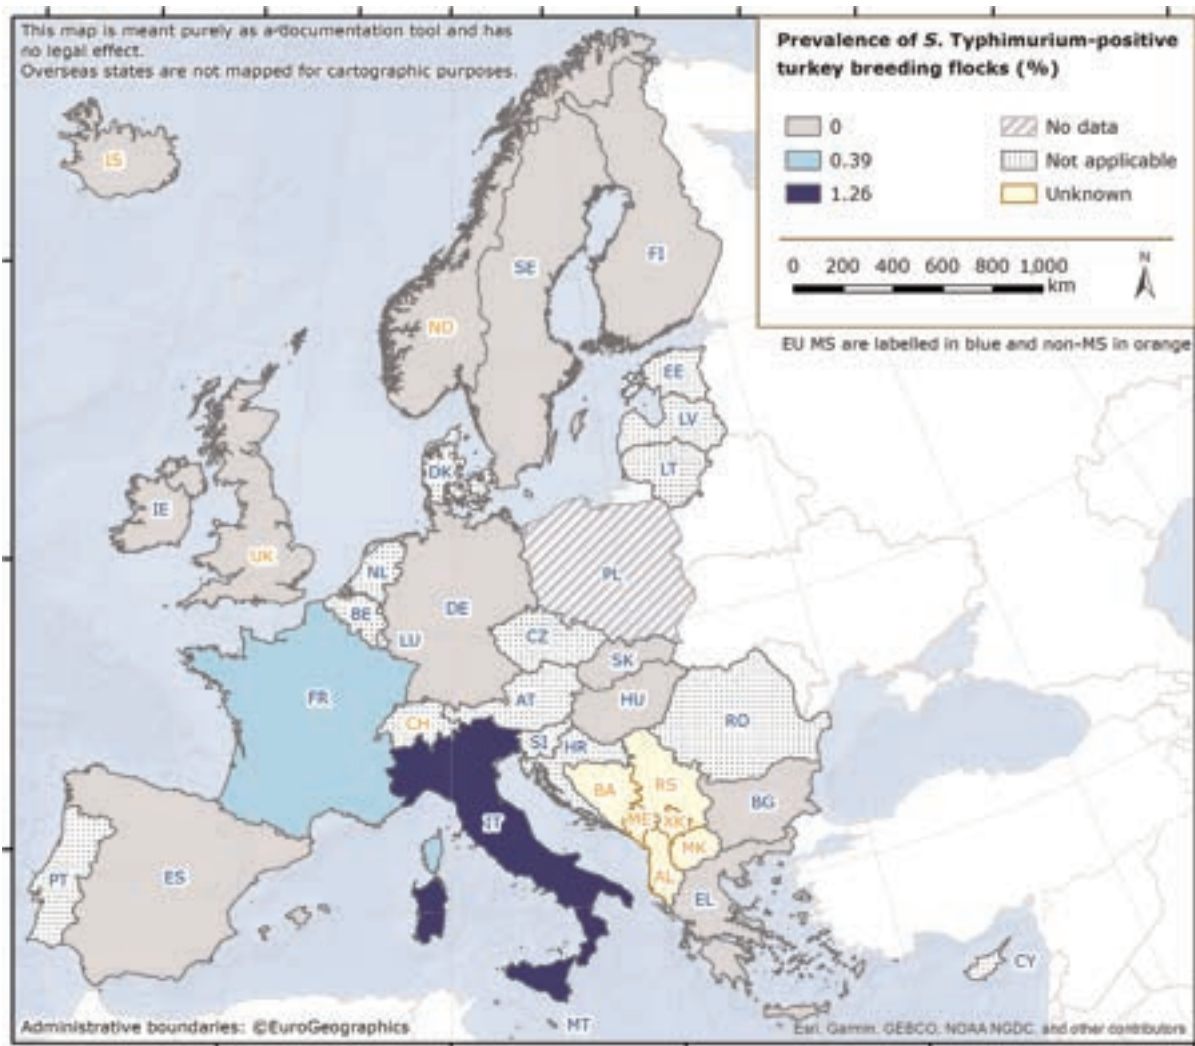 This map is meant purely as a documentation tool and has
no legal effect.
Overseas states are not mapped for cartographic purposes.
Prevalence of S. Typhimurium-positive
turkey breeding flocks (%)
0
No data
0.39
Not applicable
1.26
Unknown
0 200 400 600 800 1,000
km
N
EU MS are labelled in blue and non-MS in orange
IS
FI
SE
NO
EE
LV
LT
DK
IE
UK
NL
PL
BE
DE
CZ
LU
SK
FR
AT
HU
CH
RO
SI
HR
BA
RS
BG
ME
XK
IT
MK
PT
ES
AL
EL
CY
MT
Administrative boundaries: ©EuroGeographics
Esri, Garmin, GEBCO, NOAA NGDC, and other contributors